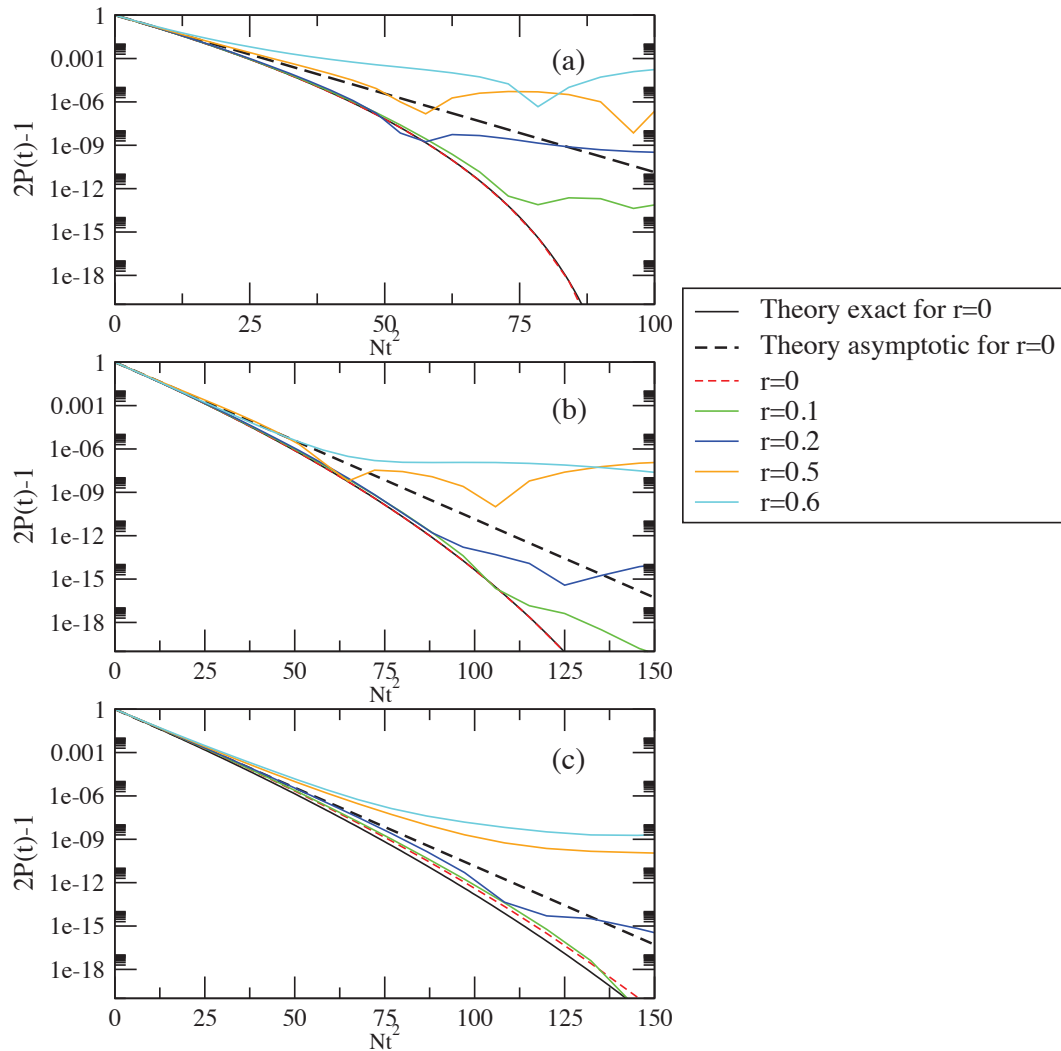 1
0.001
1e-06
1e-09
1e-12
1e-15
1e-18
2P(t)-1
(a)
0 25 50 75 100
Nt²
1
0.001
1e-06
1e-09
1e-12
1e-15
1e-18
2P(t)-1
(b)
0 25 50 75 100 125 150
Nt²
1
0.001
1e-06
1e-09
1e-12
1e-15
1e-18
2P(t)-1
(c)
0 25 50 75 100 125 150
Nt²
Theory exact for r=0
Theory asymptotic for r=0
r=0
r=0.1
r=0.2
r=0.5
r=0.6